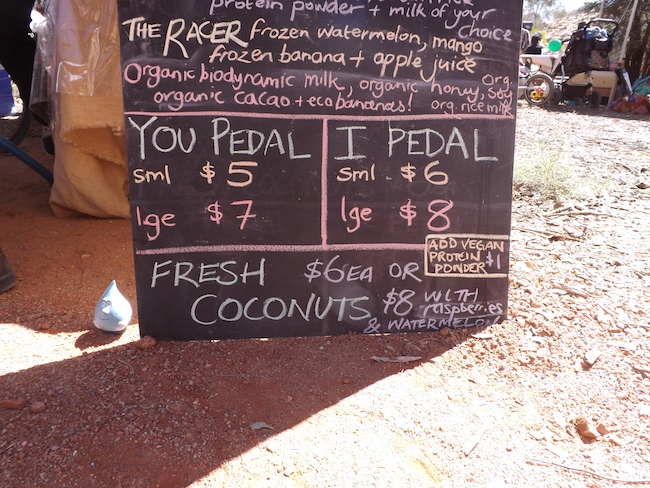 protein powder + milk of your
choice
THE RACER frozen watermelon, mango
frozen banana + apple juice
Organic biodynamic milk, organic honey, Org. soy
organic cacao + eco bananas! org. rice milk
YOU PEDAL
sml $5
lge $7
I PEDAL
sml $6
lge $8
ADD VEGAN
PROTEIN $1
POWDER
FRESH $6EA OR
COCONUTS $8 WITH
raspberries
& WATERMELON